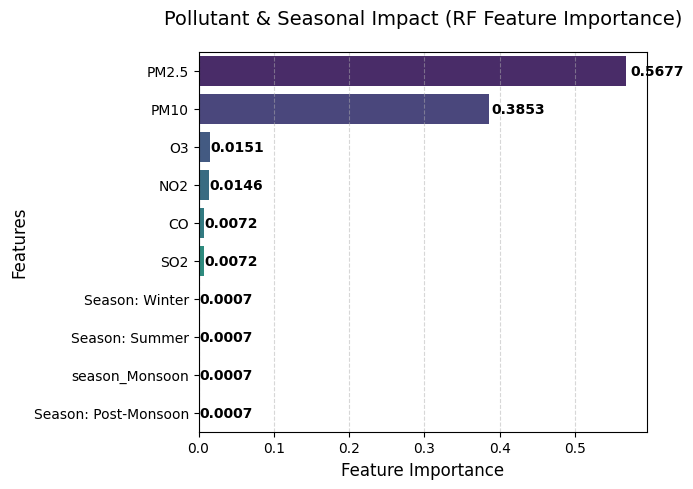 Pollutant & Seasonal Impact (RF Feature Importance)
PM2.5 0.5677
PM10 0.3853
O3 0.0151
NO2 0.0146
CO 0.0072
SO2 0.0072
Season: Winter 0.0007
Season: Summer 0.0007
season_Monsoon 0.0007
Season: Post-Monsoon 0.0007
Features
0.0 0.1 0.2 0.3 0.4 0.5
Feature Importance